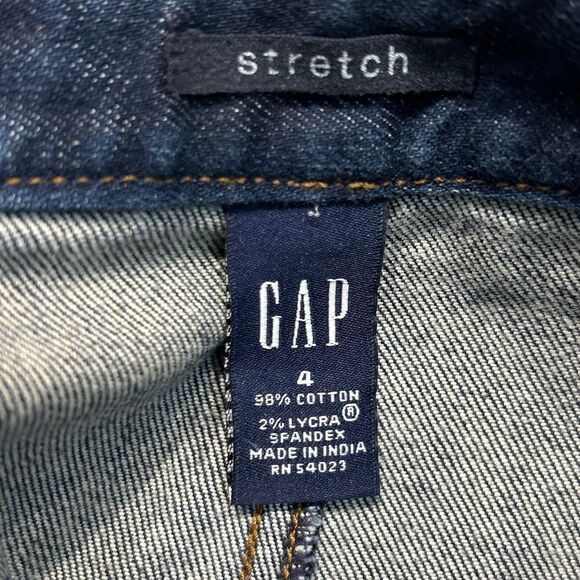 stretch
GAP
4
98% COTTON
2% LYCRA®
SPANDEX
MADE IN INDIA
RN 54023